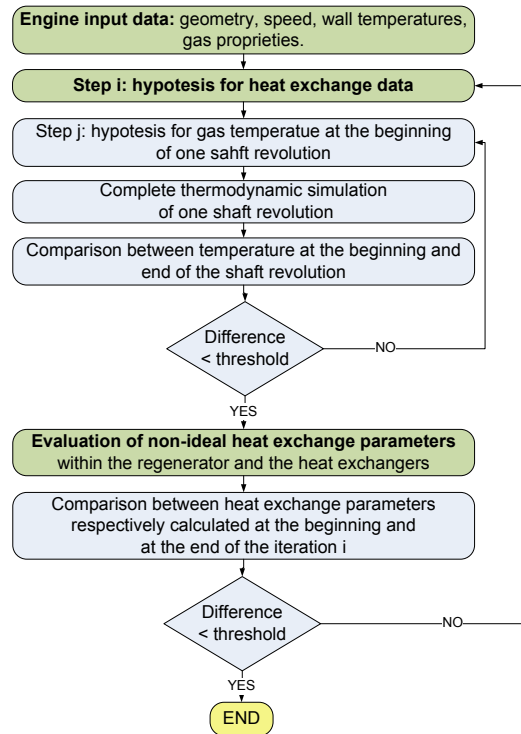 Engine input data: geometry, speed, wall temperatures,
gas proprieties.
Step i: hypotesis for heat exchange data
Step j: hypotesis for gas temperatue at the beginning
of one sahft revolution
Complete thermodynamic simulation
of one shaft revolution
Comparison between temperature at the beginning and
end of the shaft revolution
Difference
< threshold
NO
YES
Evaluation of non-ideal heat exchange parameters
within the regenerator and the heat exchangers
Comparison between heat exchange parameters
respectively calculated at the beginning and
at the end of the iteration i
Difference
< threshold
NO
YES
END